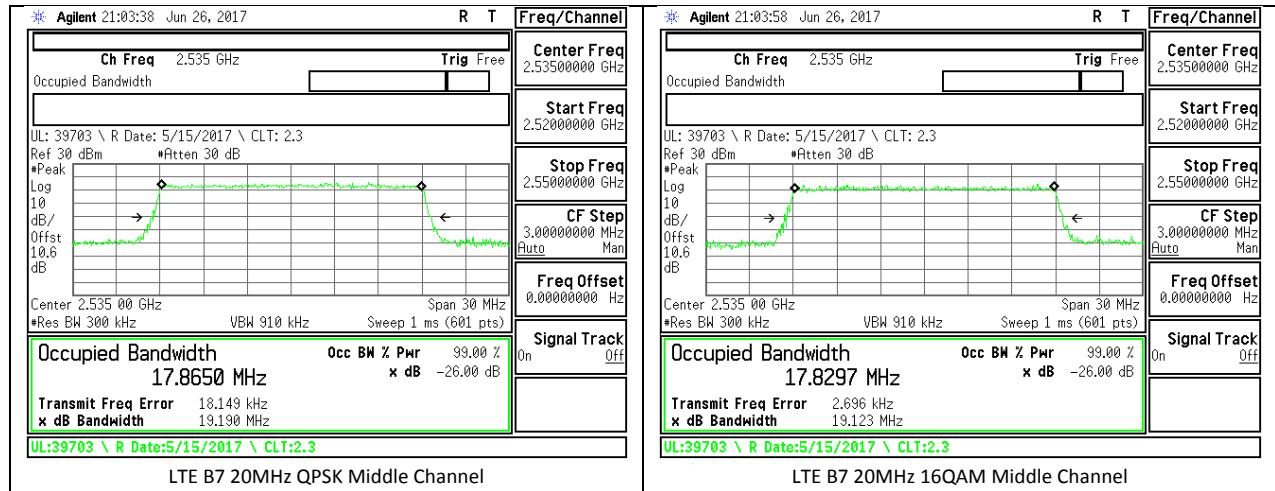 Agilent 21:03:38 Jun 26, 2017 R T
Ch Freq 2.535 GHz Trig Free
Occupied Bandwidth
UL: 39703 \ R Date: 5/15/2017 \ CLT: 2.3
Ref 30 dBm #Atten 30 dB
#Peak
Log
10
dB/
Offst
10.6
dB
Center 2.535 00 GHz Span 30 MHz
#Res BW 300 kHz VBW 910 kHz Sweep 1 ms (601 pts)
Occupied Bandwidth Occ BW % Pwr 99.00 %
17.8650 MHz x dB -26.00 dB
Transmit Freq Error 18.149 kHz
x dB Bandwidth 19.190 MHz
UL:39703 \ R Date:5/15/2017 \ CLT:2.3
Freq/Channel
Center Freq
2.53500000 GHz
Start Freq
2.52000000 GHz
Stop Freq
2.55000000 GHz
CF Step
3.00000000 MHz
Auto Man
Freq Offset
0.00000000 Hz
Signal Track
On Off
LTE B7 20MHz QPSK Middle Channel
Agilent 21:03:58 Jun 26, 2017 R T
Ch Freq 2.535 GHz Trig Free
Occupied Bandwidth
UL: 39703 \ R Date: 5/15/2017 \ CLT: 2.3
Ref 30 dBm #Atten 30 dB
#Peak
Log
10
dB/
Offst
10.6
dB
Center 2.535 00 GHz Span 30 MHz
#Res BW 300 kHz VBW 910 kHz Sweep 1 ms (601 pts)
Occupied Bandwidth Occ BW % Pwr 99.00 %
17.8297 MHz x dB -26.00 dB
Transmit Freq Error 2.696 kHz
x dB Bandwidth 19.123 MHz
UL:39703 \ R Date:5/15/2017 \ CLT:2.3
Freq/Channel
Center Freq
2.53500000 GHz
Start Freq
2.52000000 GHz
Stop Freq
2.55000000 GHz
CF Step
3.00000000 MHz
Auto Man
Freq Offset
0.00000000 Hz
Signal Track
On Off
LTE B7 20MHz 16QAM Middle Channel